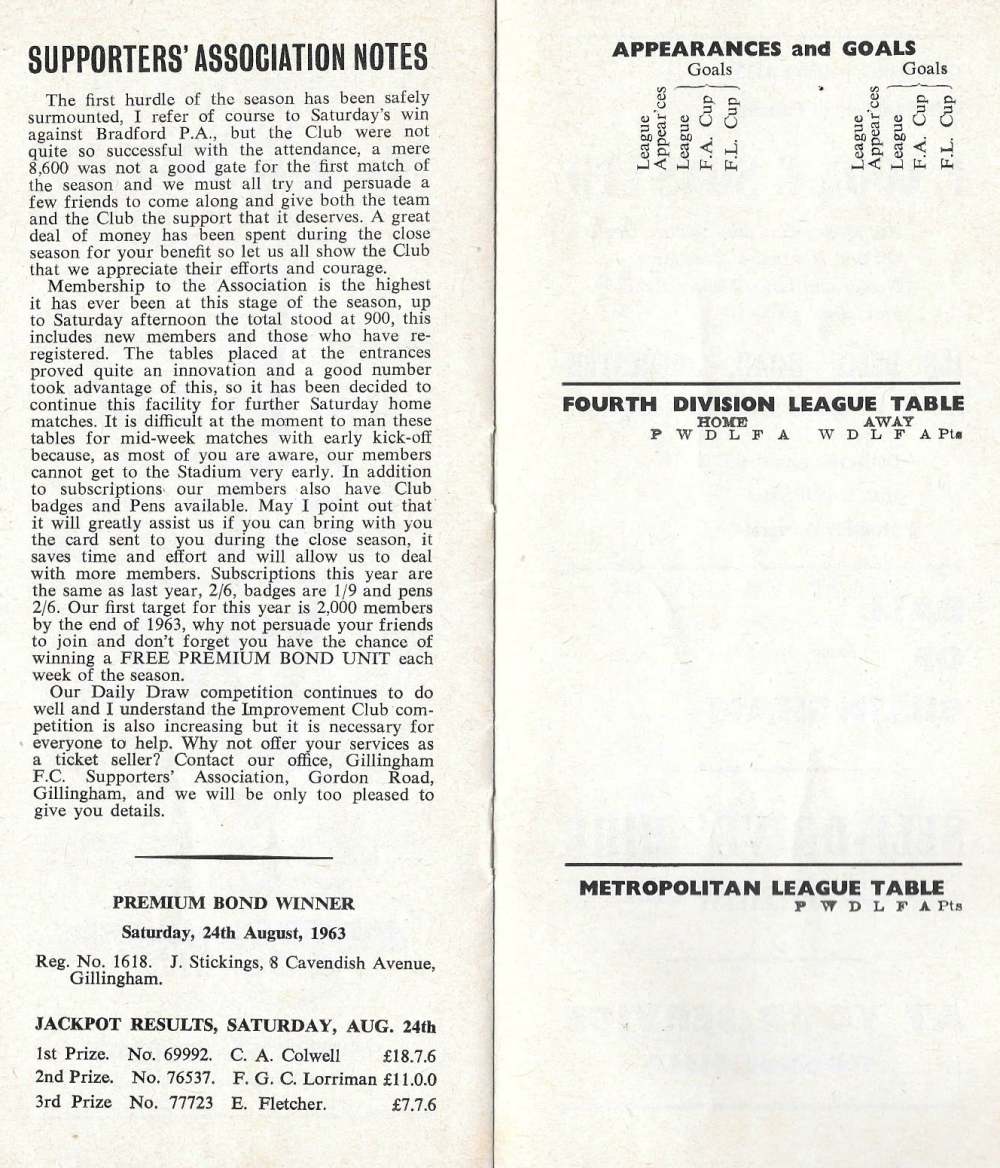 SUPPORTERS' ASSOCIATION NOTES
The first hurdle of the season has been safely
surmounted, I refer of course to Saturday's win
against Bradford P.A., but the Club were not
quite so successful with the attendance, a mere
8,600 was not a good gate for the first match of
the season and we must all try and persuade a
few friends to come along and give both the team
and the Club the support that it deserves. A great
deal of money has been spent during the close
season for your benefit so let us all show the Club
that we appreciate their efforts and courage.
Membership to the Association is the highest
it has ever been at this stage of the season, up
to Saturday afternoon the total stood at 900, this
includes new members and those who have re-
registered. The tables placed at the entrances
proved quite an innovation and a good number
took advantage of this, so it has been decided to
continue this facility for further Saturday home
matches. It is difficult at the moment to man these
tables for mid-week matches with early kick-off
because, as most of you are aware, our members
cannot get to the Stadium very early. In addition
to subscriptions our members also have Club
badges and Pens available. May I point out that
it will greatly assist us if you can bring with you
the card sent to you during the close season, it
saves time and effort and will allow us to deal
with more members. Subscriptions this year are
the same as last year, 2/6, badges are 1/9 and pens
2/6. Our first target for this year is 2,000 members
by the end of 1963, why not persuade your friends
to join and don't forget you have the chance of
winning a FREE PREMIUM BOND UNIT each
week of the season.
Our Daily Draw competition continues to do
well and I understand the Improvement Club com-
petition is also increasing but it is necessary for
everyone to help. Why not offer your services as
a ticket seller? Contact our office, Gillingham
F.C. Supporters' Association, Gordon Road,
Gillingham, and we will be only too pleased to
give you details.
PREMIUM BOND WINNER
Saturday, 24th August, 1963
Reg. No. 1618. J. Stickings, 8 Cavendish Avenue,
Gillingham.
JACKPOT RESULTS, SATURDAY, AUG. 24th
1st Prize. No. 69992. C. A. Colwell £18.7.6
2nd Prize. No. 76537. F. G. C. Lorriman £11.0.0
3rd Prize No. 77723 E. Fletcher. £7.7.6
APPEARANCES and GOALS
Goals Goals
League
Appear'ces
League
F.A. Cup
F.L. Cup
League
Appear'ces
League
F.A. Cup
F.L. Cup
FOURTH DIVISION LEAGUE TABLE
HOME AWAY
P W D L F A W D L F A Pts
METROPOLITAN LEAGUE TABLE
P W D L F A Pts